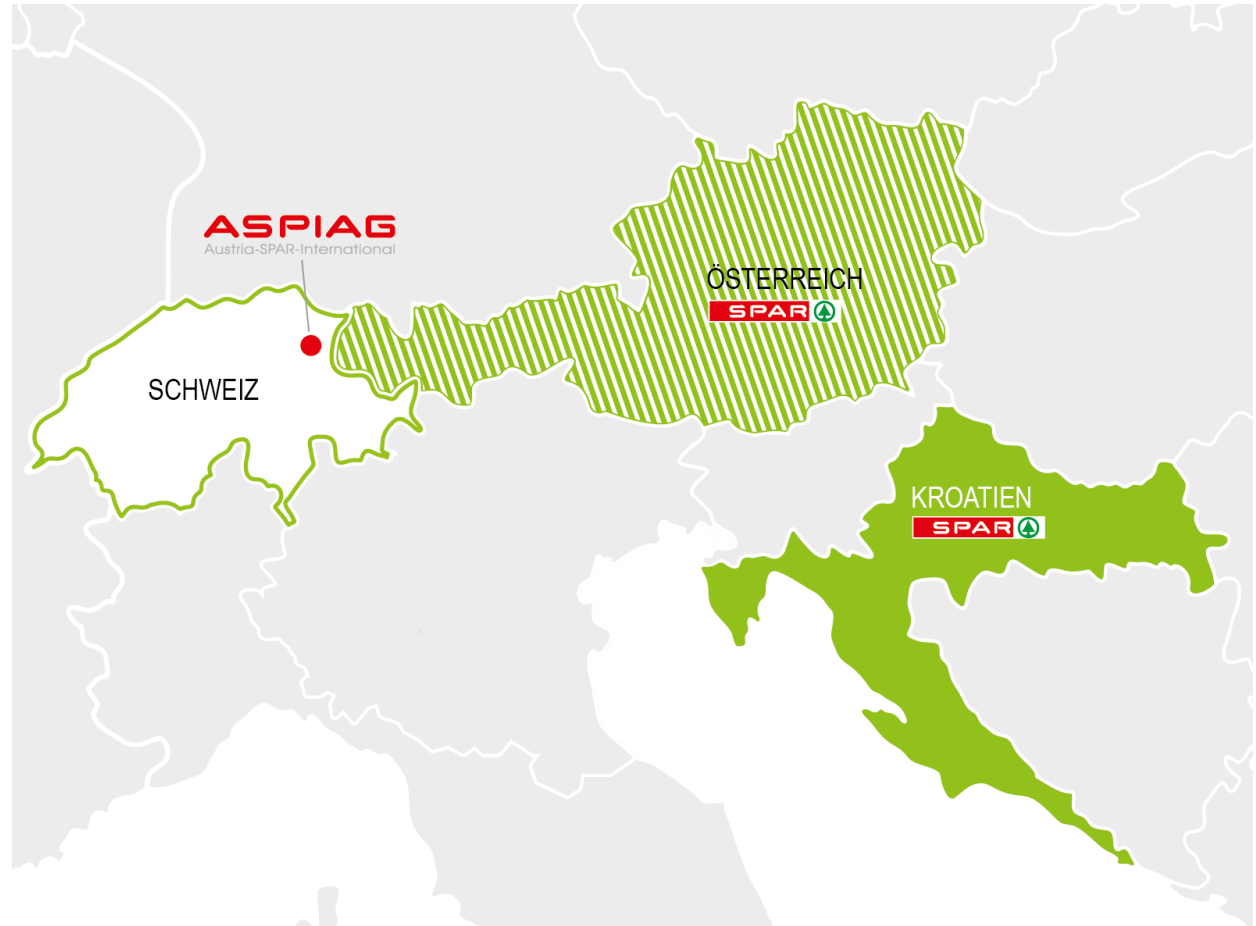 ASPIAG
Austria-SPAR-International
ÖSTERREICH
SPAR
SCHWEIZ
KROATIEN
SPAR